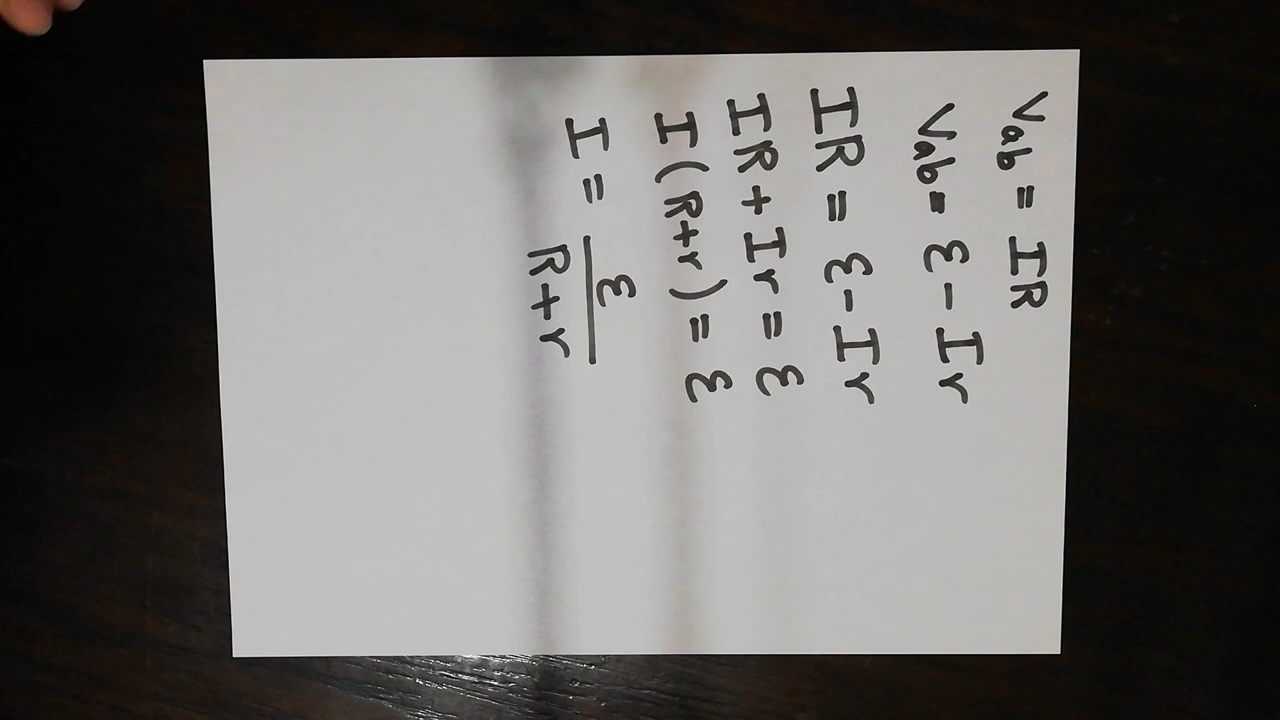 Vab = IR
Vab = ε - Ir
IR = ε - Ir
IR + Ir = ε
I(R+r) = ε
I = ε / R+r